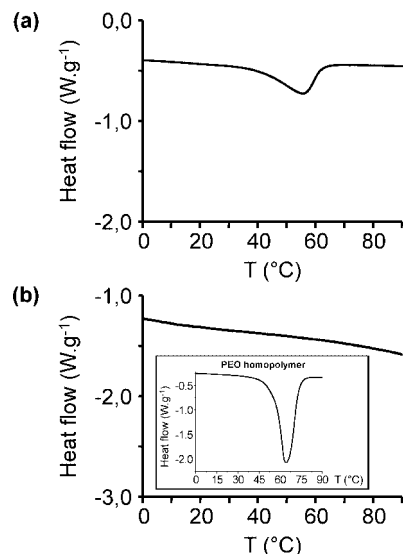 (a)
0,0
-1,0
-2,0
Heat flow (W.g-1)
0 20 40 60 80
T (°C)
(b)
-1,0
-2,0
-3,0
Heat flow (W.g-1)
PEO homopolymer
-0.5
-1.0
-1.5
-2.0
Heat flow (W.g-1)
0 15 30 45 60 75 90
T (°C)
0 20 40 60 80
T (°C)